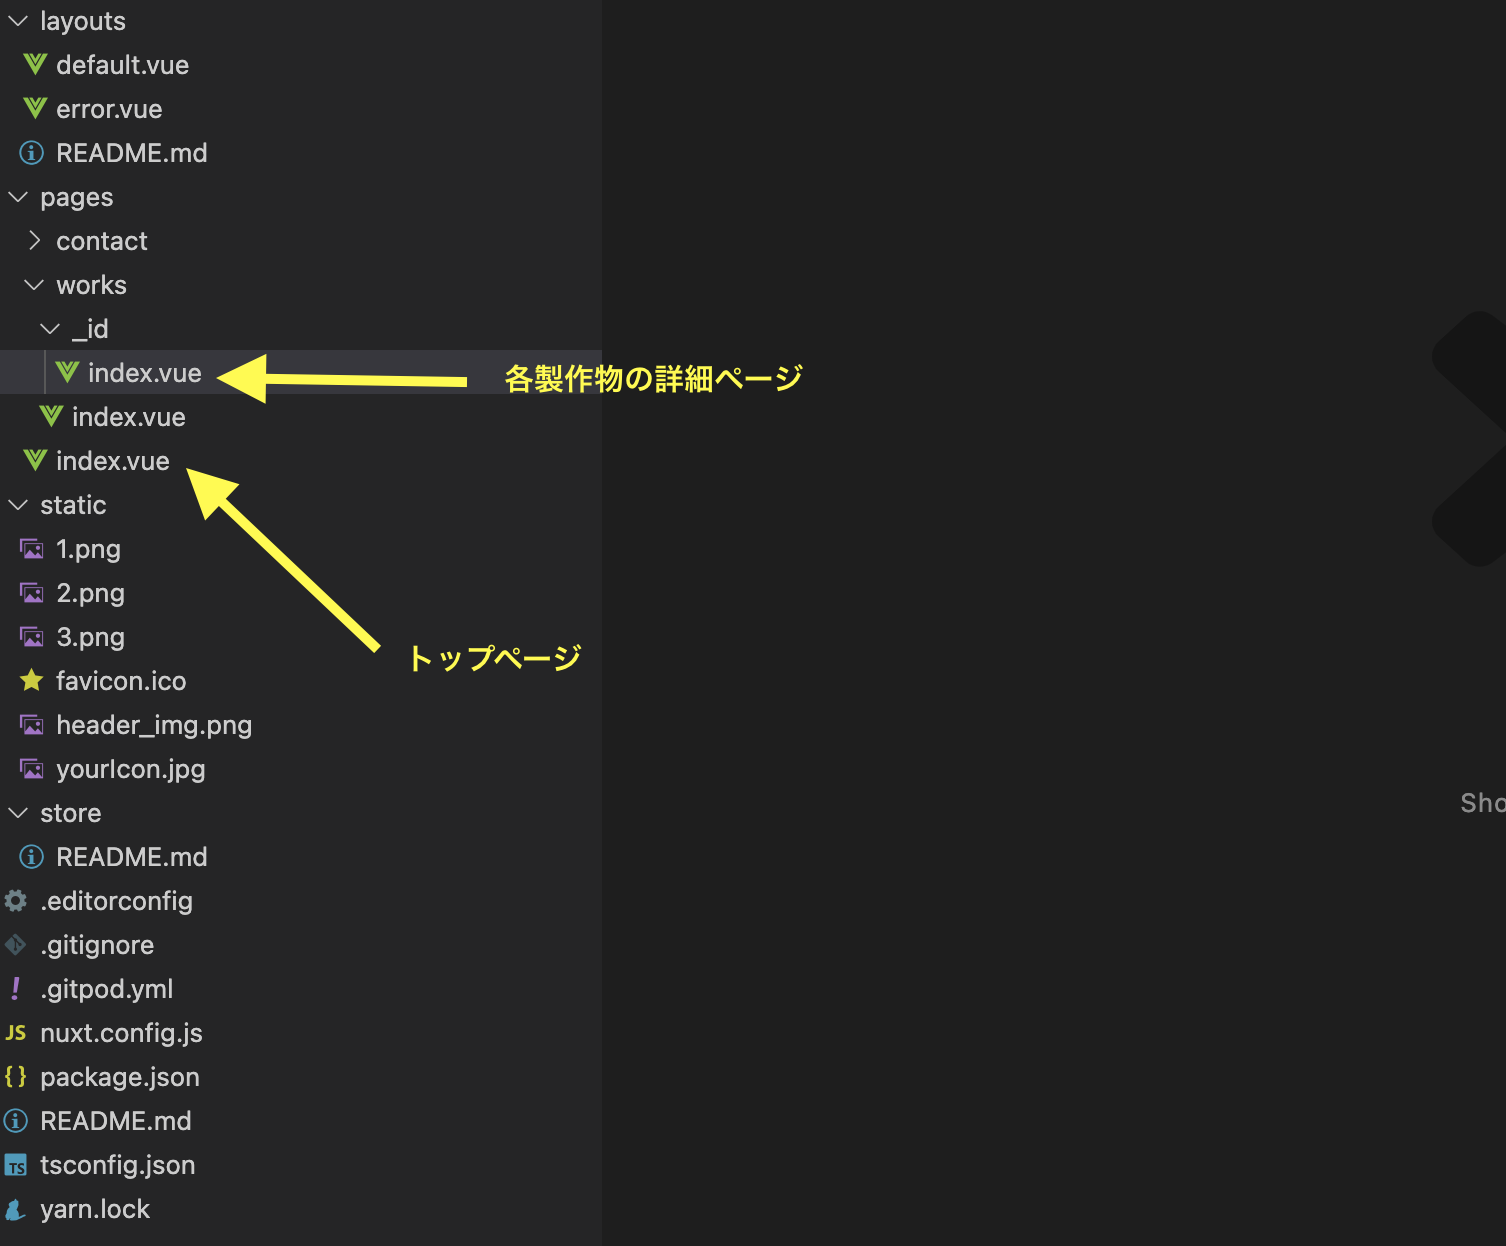 layouts
default.vue
error.vue
README.md
pages
contact
works
_id
index.vue
各製作物の詳細ページ
index.vue
index.vue
static
1.png
2.png
3.png
トップページ
favicon.ico
header_img.png
yourIcon.jpg
store
Sho
README.md
.editorconfig
.gitignore
.gitpod.yml
JS nuxt.config.js
{ } package.json
README.md
TS tsconfig.json
yarn.lock